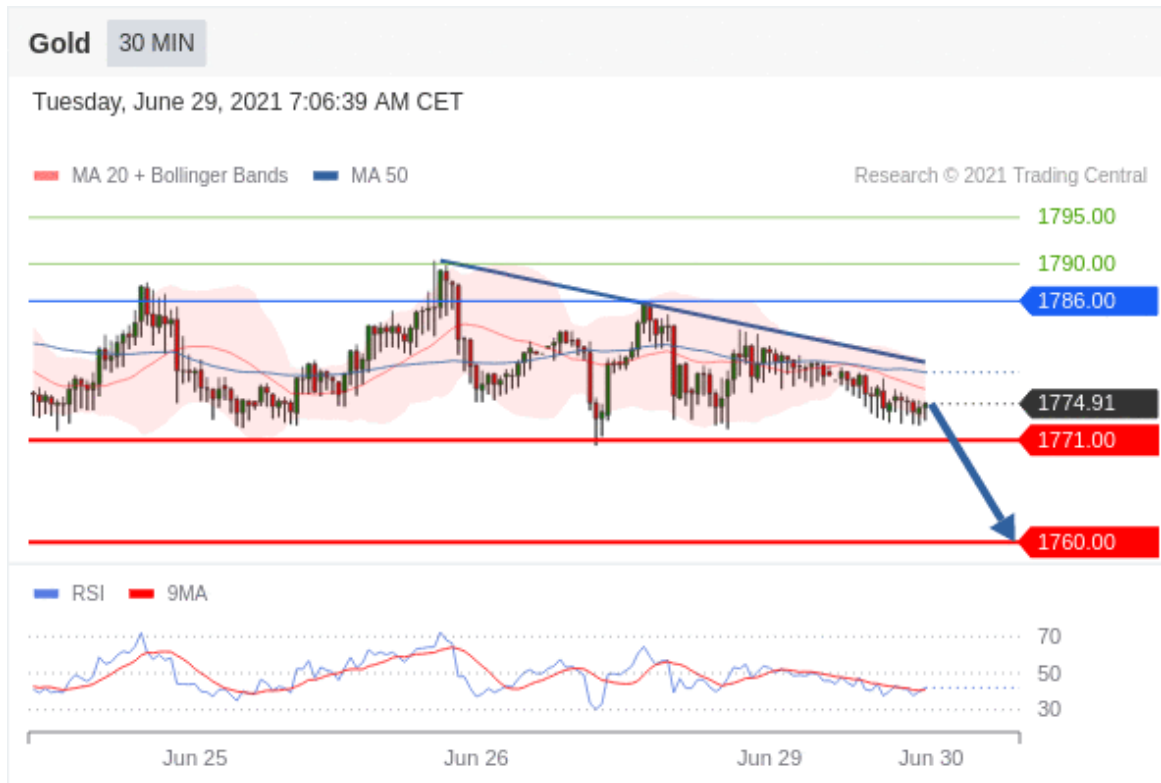 Gold 30 MIN
Tuesday, June 29, 2021 7:06:39 AM CET
MA 20 + Bollinger Bands MA 50 Research © 2021 Trading Central
1795.00
1790.00
1786.00
1774.91
1771.00
1760.00
RSI 9MA
70
50
30
Jun 25 Jun 26 Jun 29 Jun 30